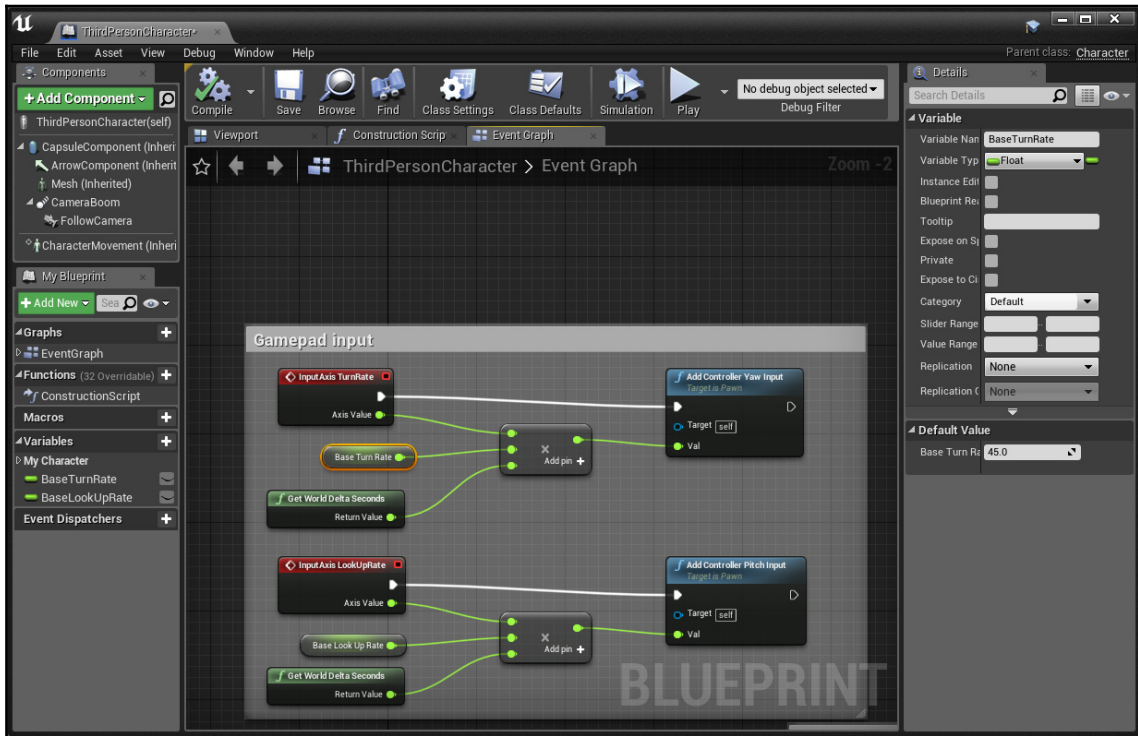 ThirdPersonCharacter*
File Edit Asset View Debug Window Help
Parent class: Character
Components
+Add Component
ThirdPersonCharacter(self)
CapsuleComponent (Inheri
ArrowComponent (Inherit
Mesh (Inherited)
CameraBoom
FollowCamera
CharacterMovement (Inheri
My Blueprint
+Add New Sea
Graphs
EventGraph
Functions (32 Overridable)
ConstructionScript
Macros
Variables
My Character
BaseTurnRate
BaseLookUpRate
Event Dispatchers
Compile Save Browse Find Class Settings Class Defaults Simulation Play
No debug object selected
Debug Filter
Viewport
f Construction Scrip
Event Graph
ThirdPersonCharacter > Event Graph
Zoom -2
Gamepad input
InputAxis TurnRate
Axis Value
Base Turn Rate
f Get World Delta Seconds
Return Value
×
Add pin +
f Add Controller Yaw Input
Target is Pawn
Target self
Val
InputAxis LookUpRate
Axis Value
Base Look Up Rate
f Get World Delta Seconds
Return Value
×
Add pin +
f Add Controller Pitch Input
Target is Pawn
Target self
Val
BLUEPRINT
Details
Search Details
Variable
Variable Nan BaseTurnRate
Variable Typ Float
Instance Edit
Blueprint Rea
Tooltip
Expose on Sp
Private
Expose to Ci
Category Default
Slider Range
Value Range
Replication None
Replication C None
Default Value
Base Turn Ra 45.0